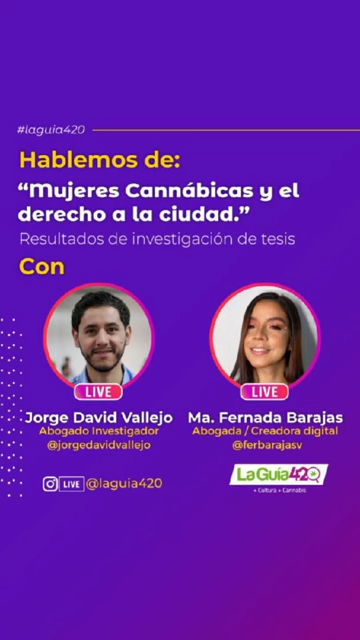 #laguia420
Hablemos de:
“Mujeres Cannábicas y el
derecho a la ciudad.”
Resultados de investigación de tesis
Con
LIVE
LIVE
Jorge David Vallejo
Ma. Fernada Barajas
Abogado Investigador
Abogada / Creadora digital
@jorgedavidvallejo
@ferbarajasv
LIVE @laguia420
LaGuía420
+ Cultura + Cannabis